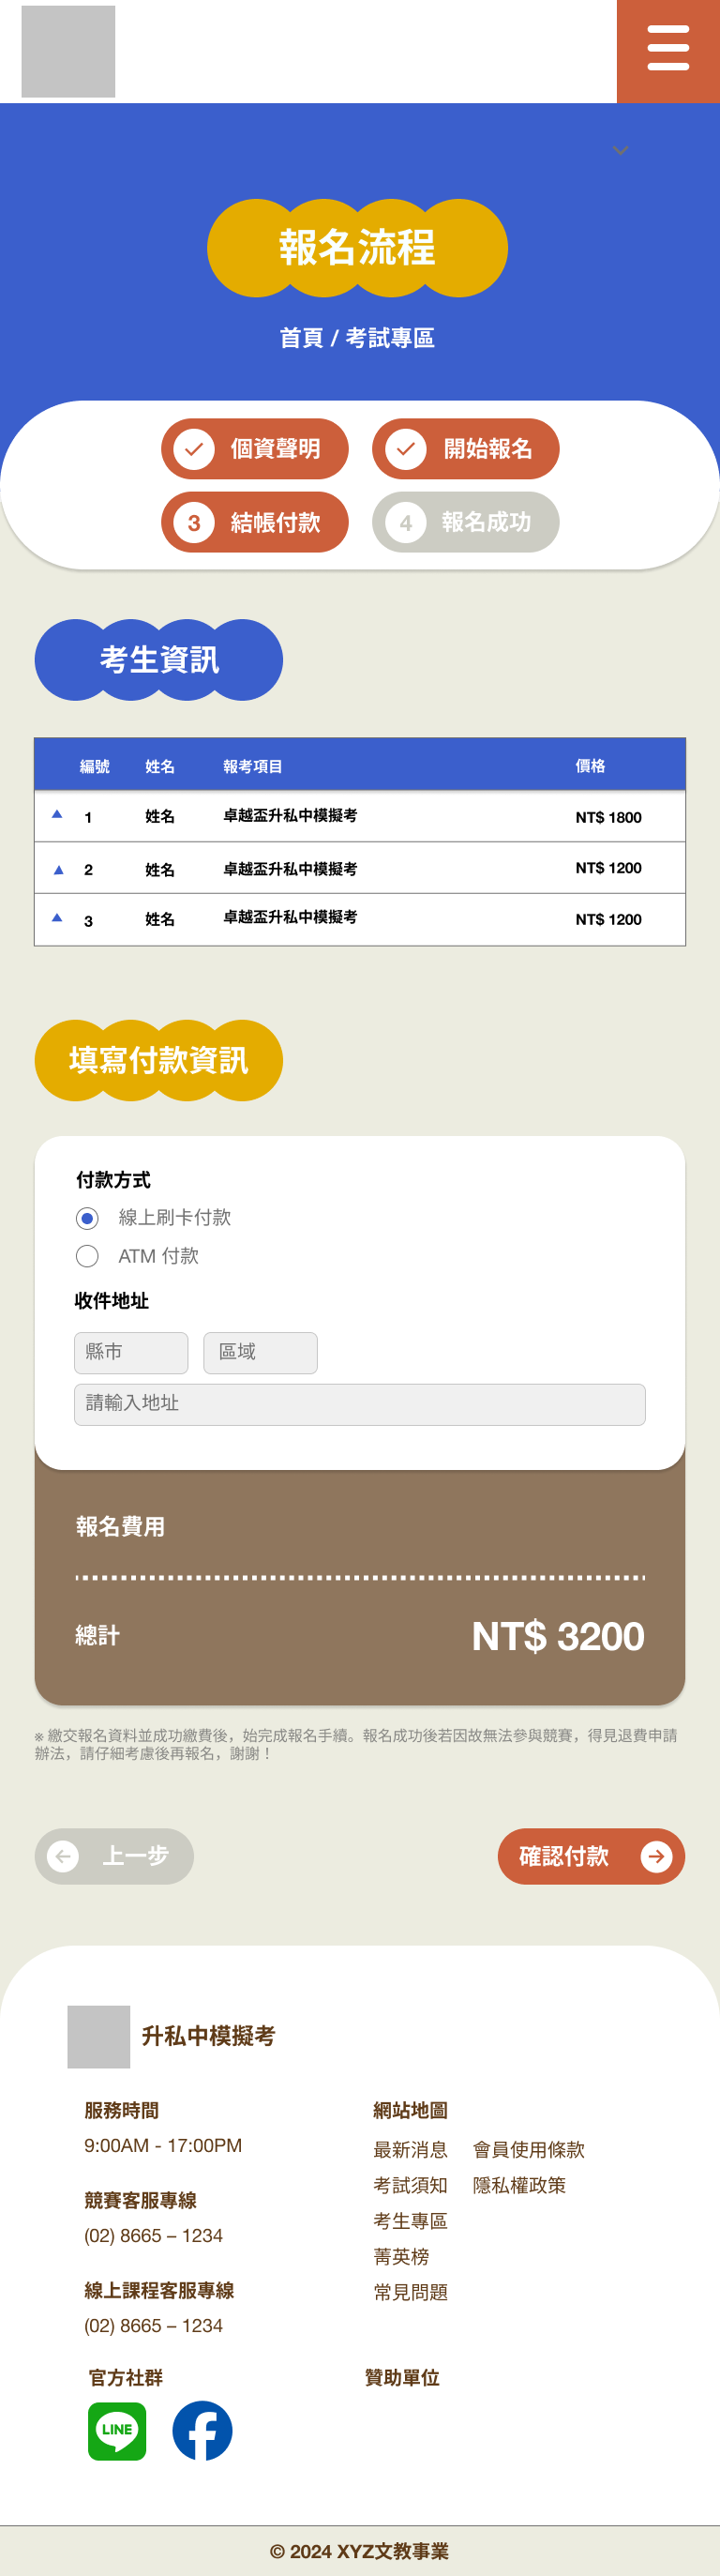 報名流程
首頁 / 考試專區
個資聲明
開始報名
3 結帳付款
4 報名成功
考生資訊
編號 姓名 報考項目 價格
1 姓名 卓越盃升私中模擬考 NT$ 1800
2 姓名 卓越盃升私中模擬考 NT$ 1200
3 姓名 卓越盃升私中模擬考 NT$ 1200
填寫付款資訊
付款方式
線上刷卡付款
ATM 付款
收件地址
縣市 區域
請輸入地址
報名費用
總計 NT$ 3200
※ 繳交報名資料並成功繳費後，始完成報名手續。報名成功後若因故無法參與競賽，得見退費申請
辦法，請仔細考慮後再報名，謝謝！
上一步 確認付款
升私中模擬考
服務時間
9:00AM - 17:00PM
競賽客服專線
(02) 8665 – 1234
線上課程客服專線
(02) 8665 – 1234
網站地圖
最新消息 會員使用條款
考試須知 隱私權政策
考生專區
菁英榜
常見問題
官方社群
LINE
贊助單位
© 2024 XYZ文教事業